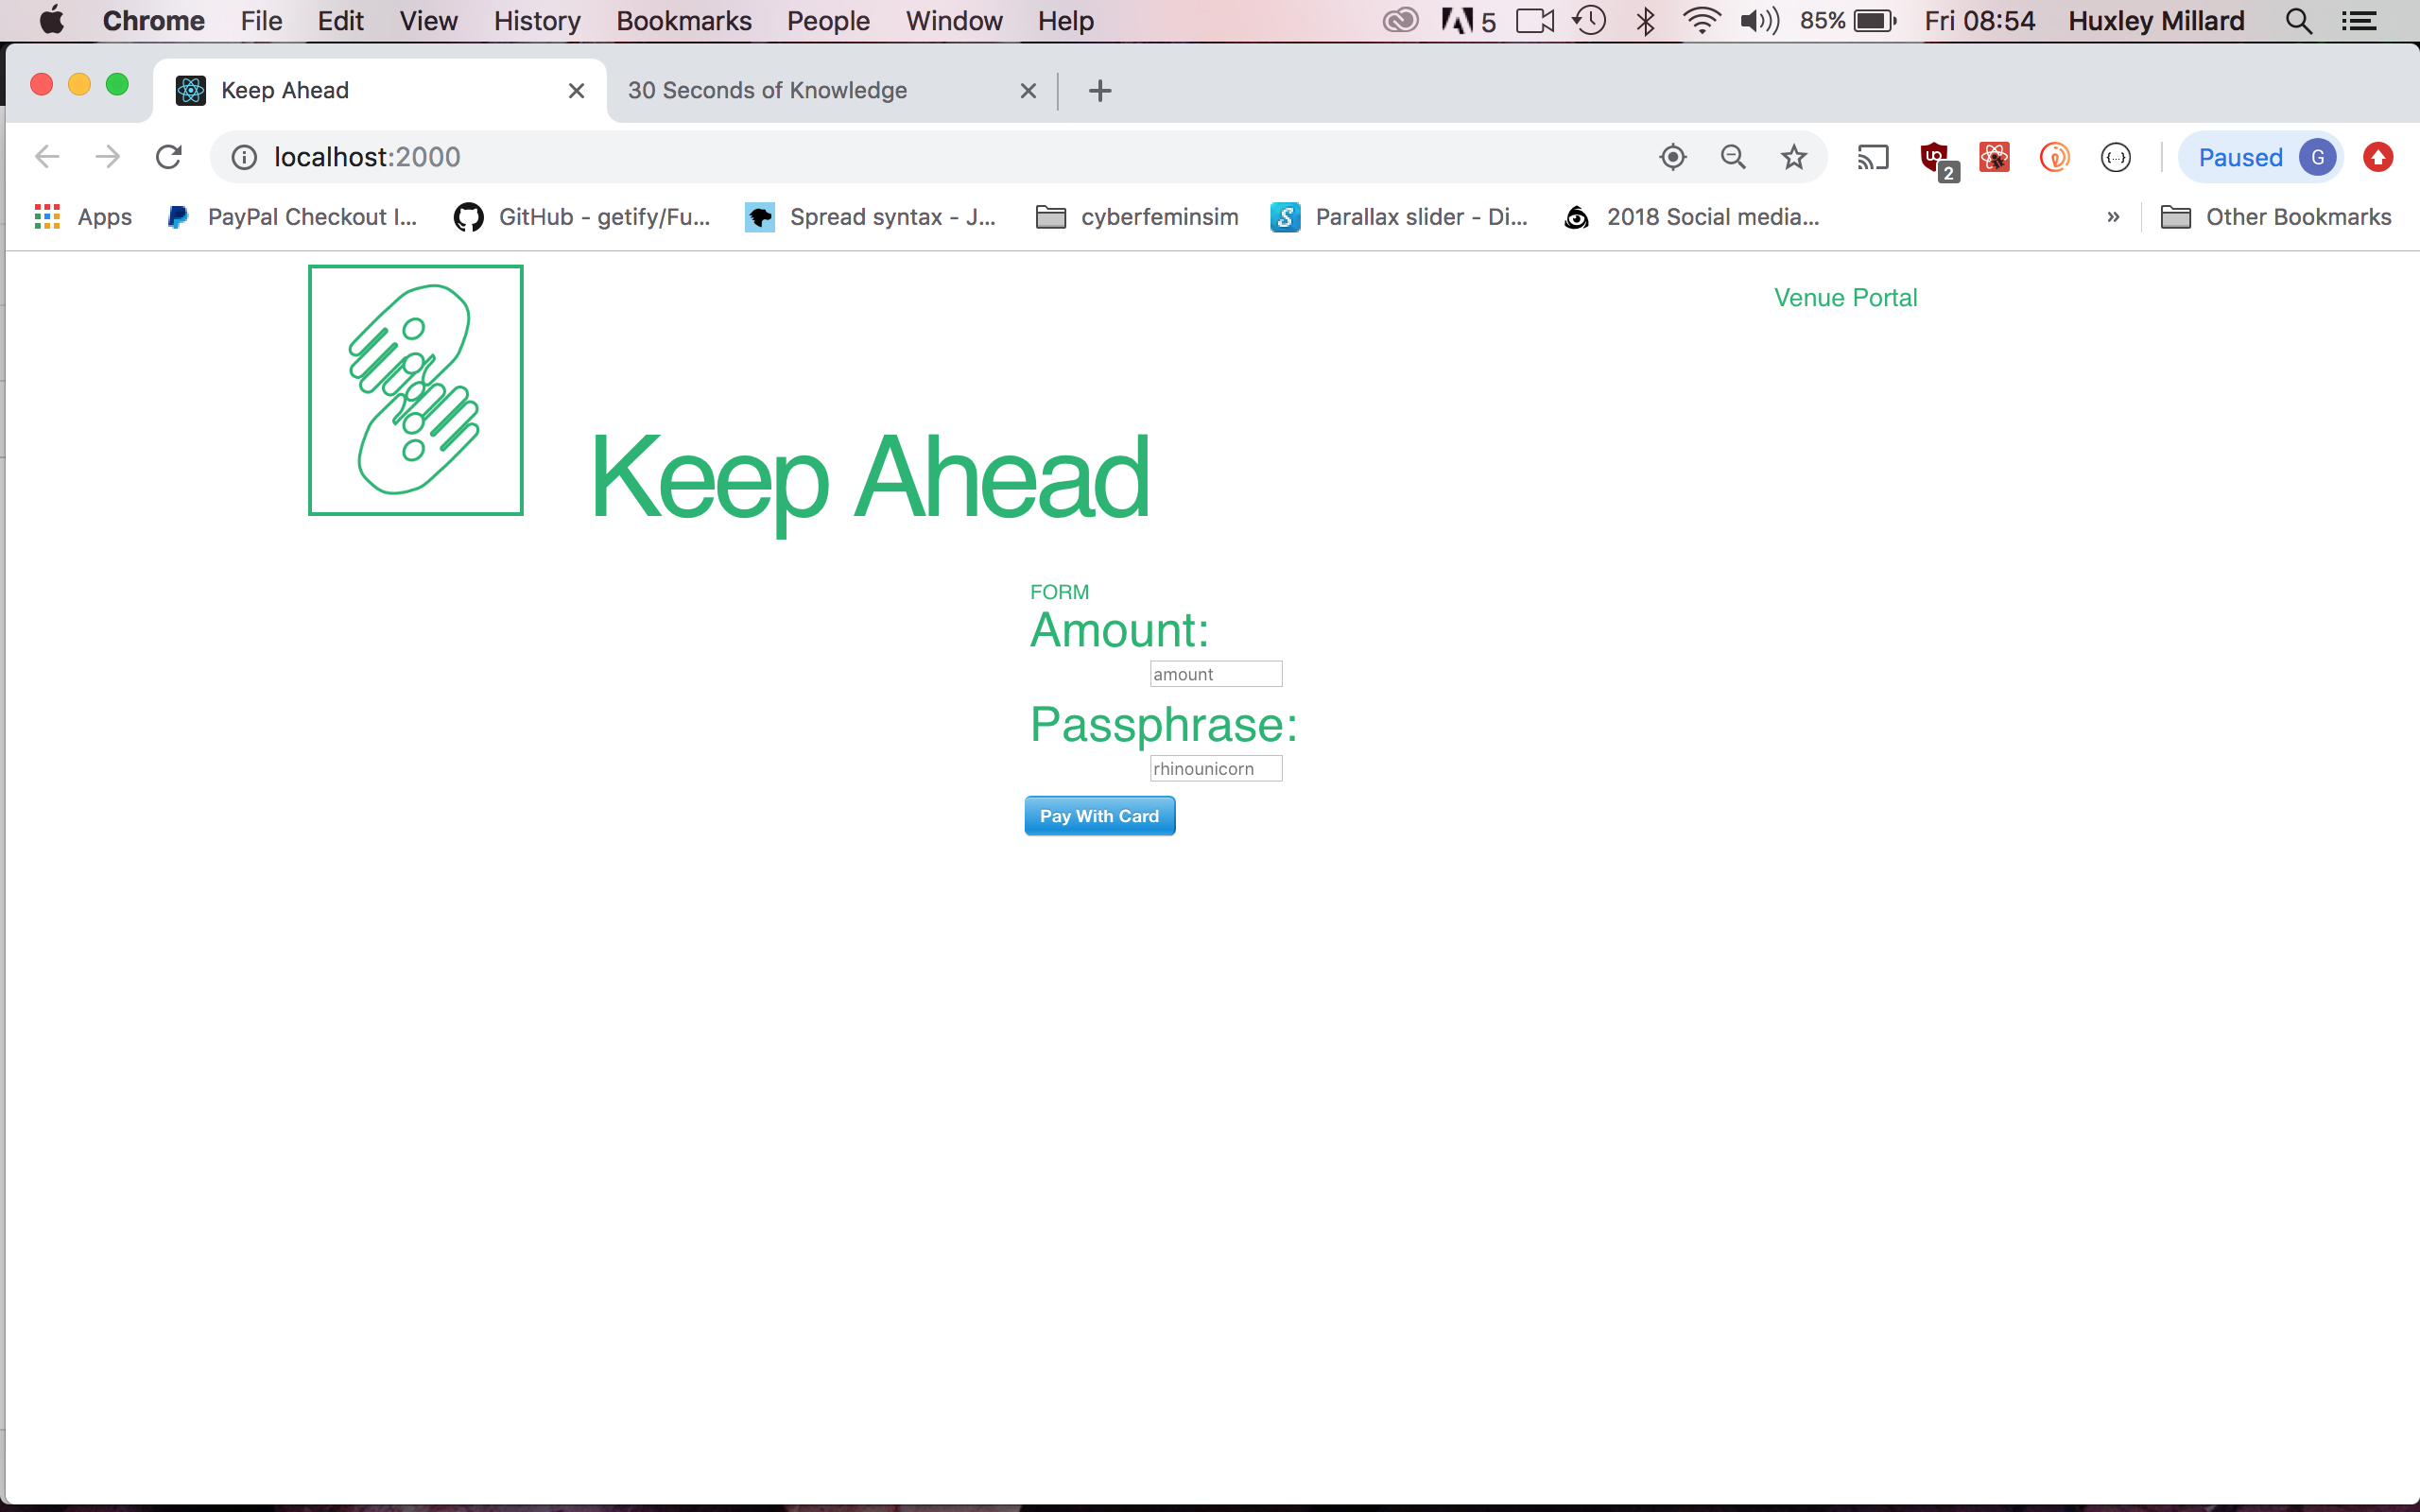 Chrome File Edit View History Bookmarks People Window Help 5 85% Fri 08:54 Huxley Millard
Keep Ahead 30 Seconds of Knowledge
localhost:2000 2 Paused G
Apps PayPal Checkout I... GitHub - getify/Fu... Spread syntax - J... cyberfeminsim Parallax slider - Di... 2018 Social media... » Other Bookmarks
Venue Portal
Keep Ahead
FORM
Amount:
amount
Passphrase:
rhinounicorn
Pay With Card